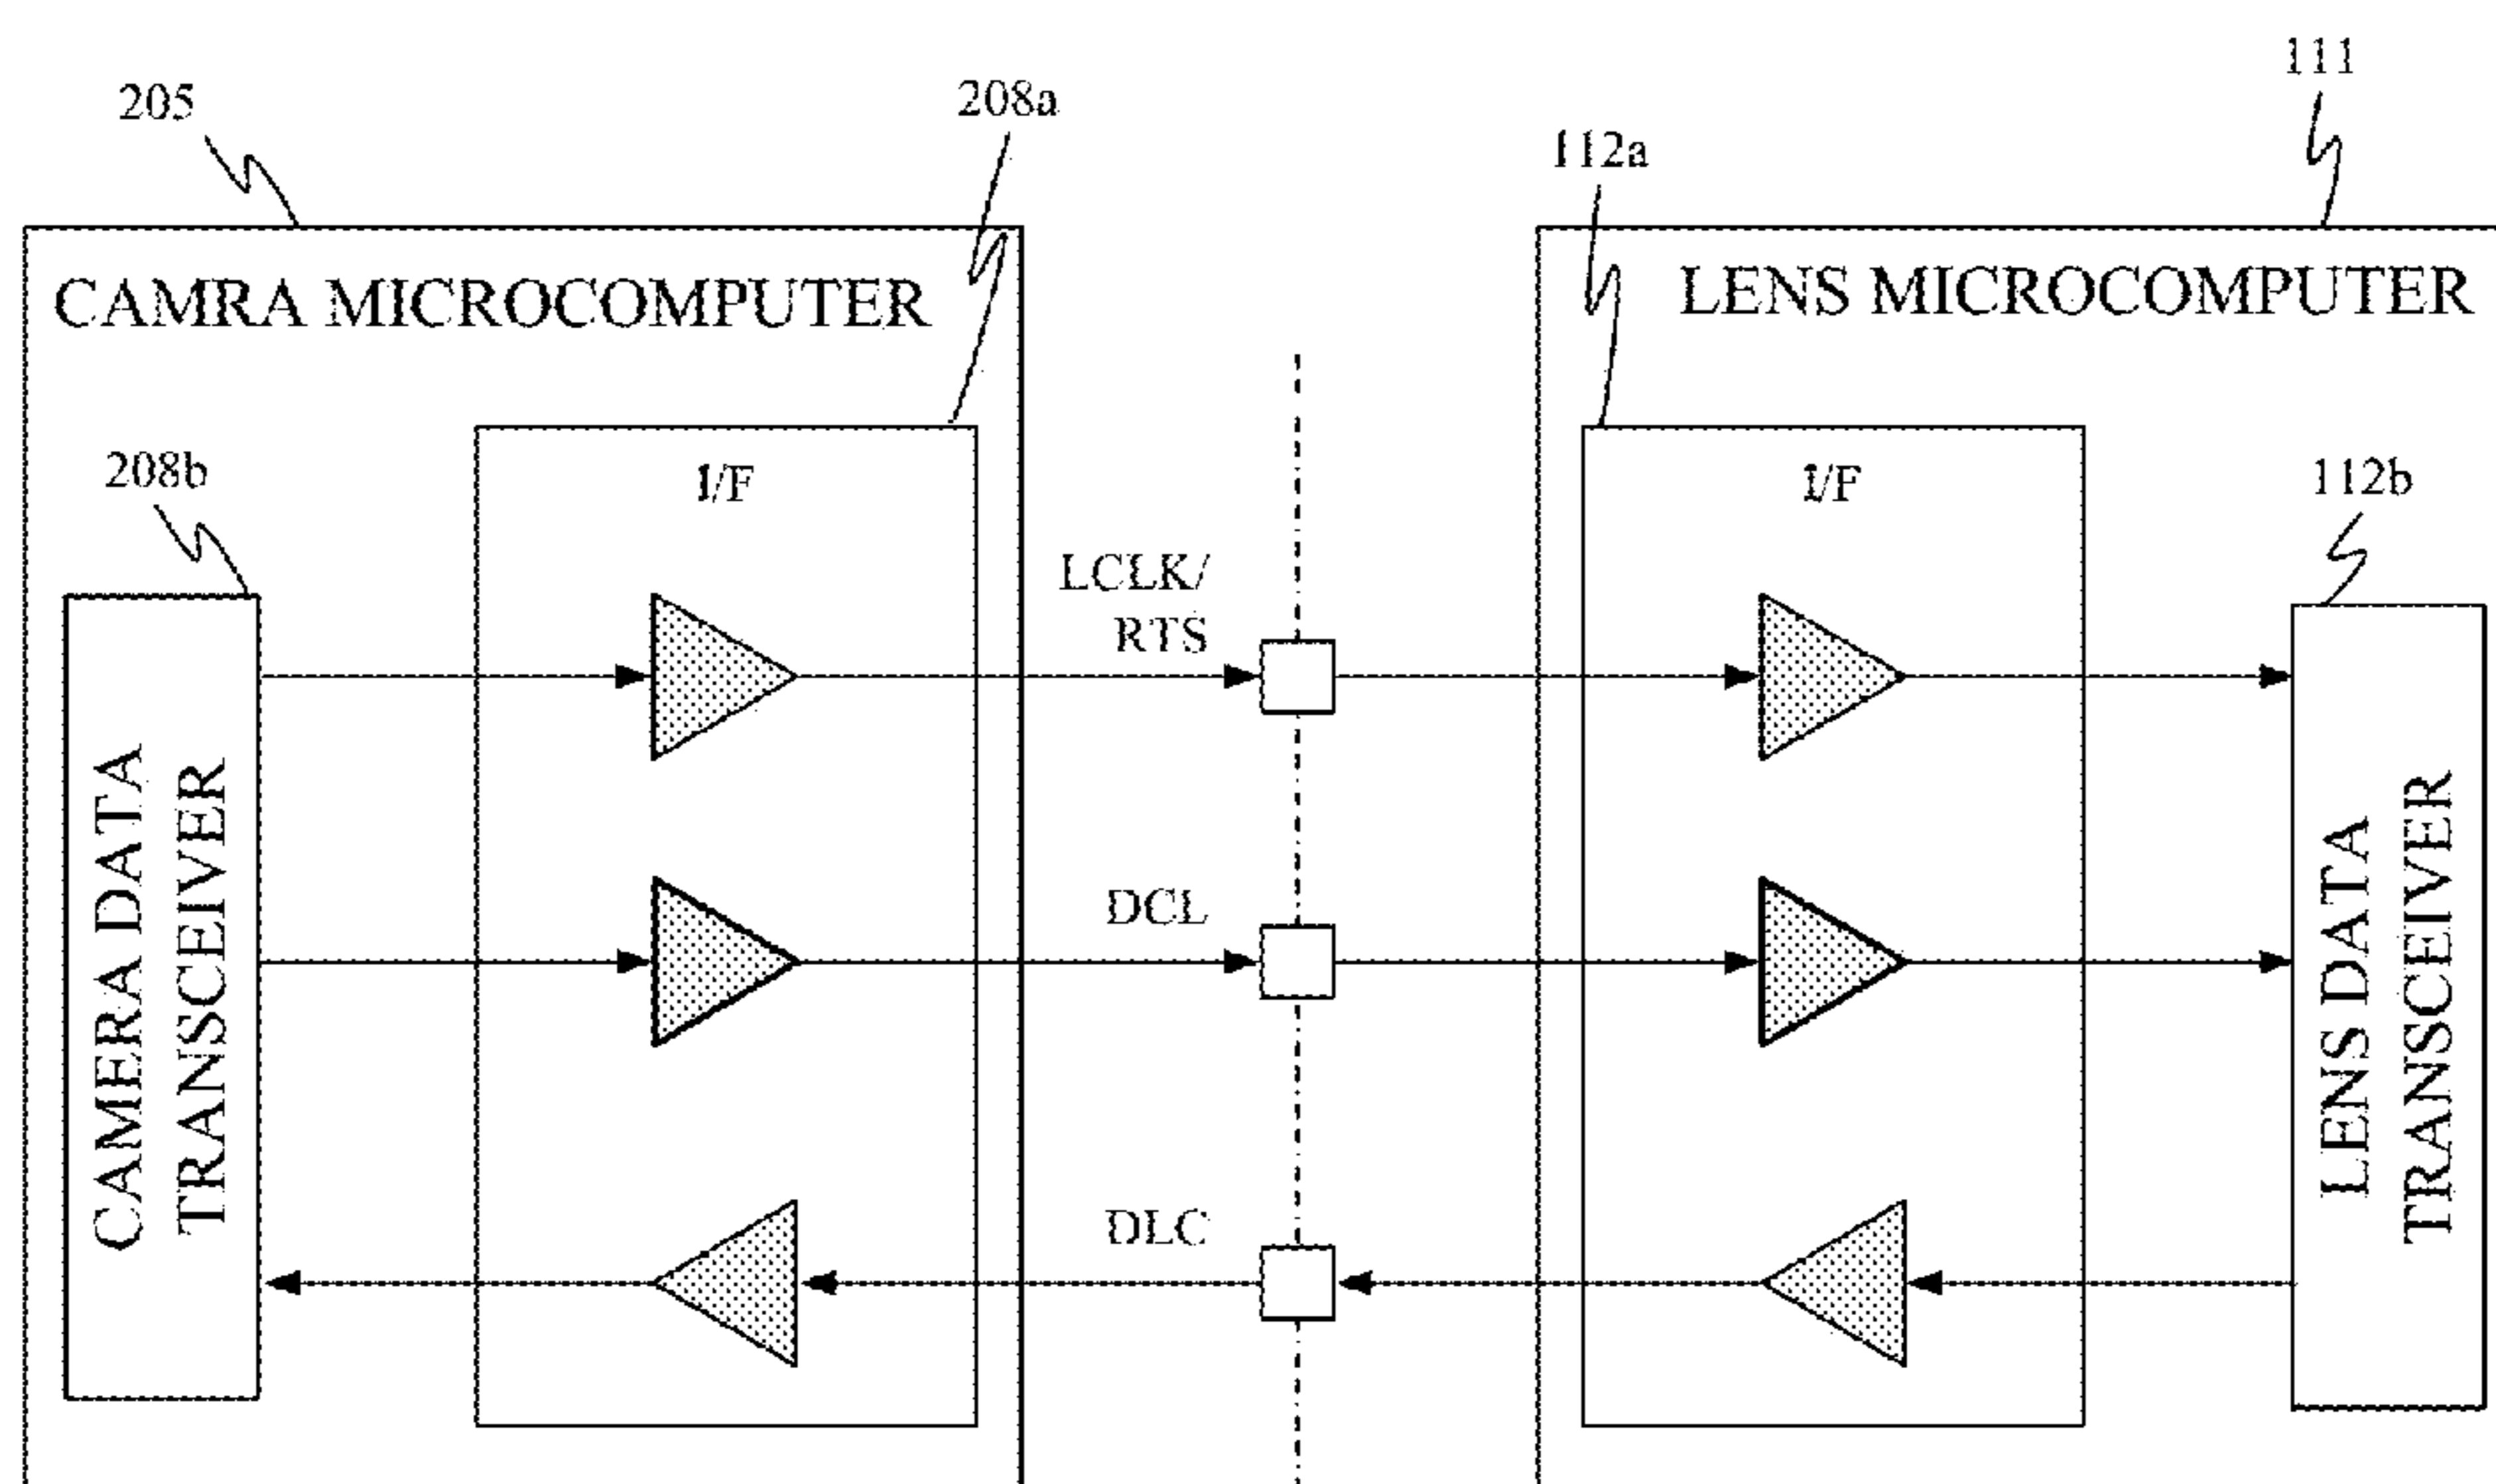 111
205
208a
112a
CAMRA MICROCOMPUTER
LENS MICROCOMPUTER
208b
I/F
I/F
112b
LCLK/
RTS
CAMERA DATA
TRANSCEIVER
DCL
LENS DATA
TRANSCEIVER
DLC